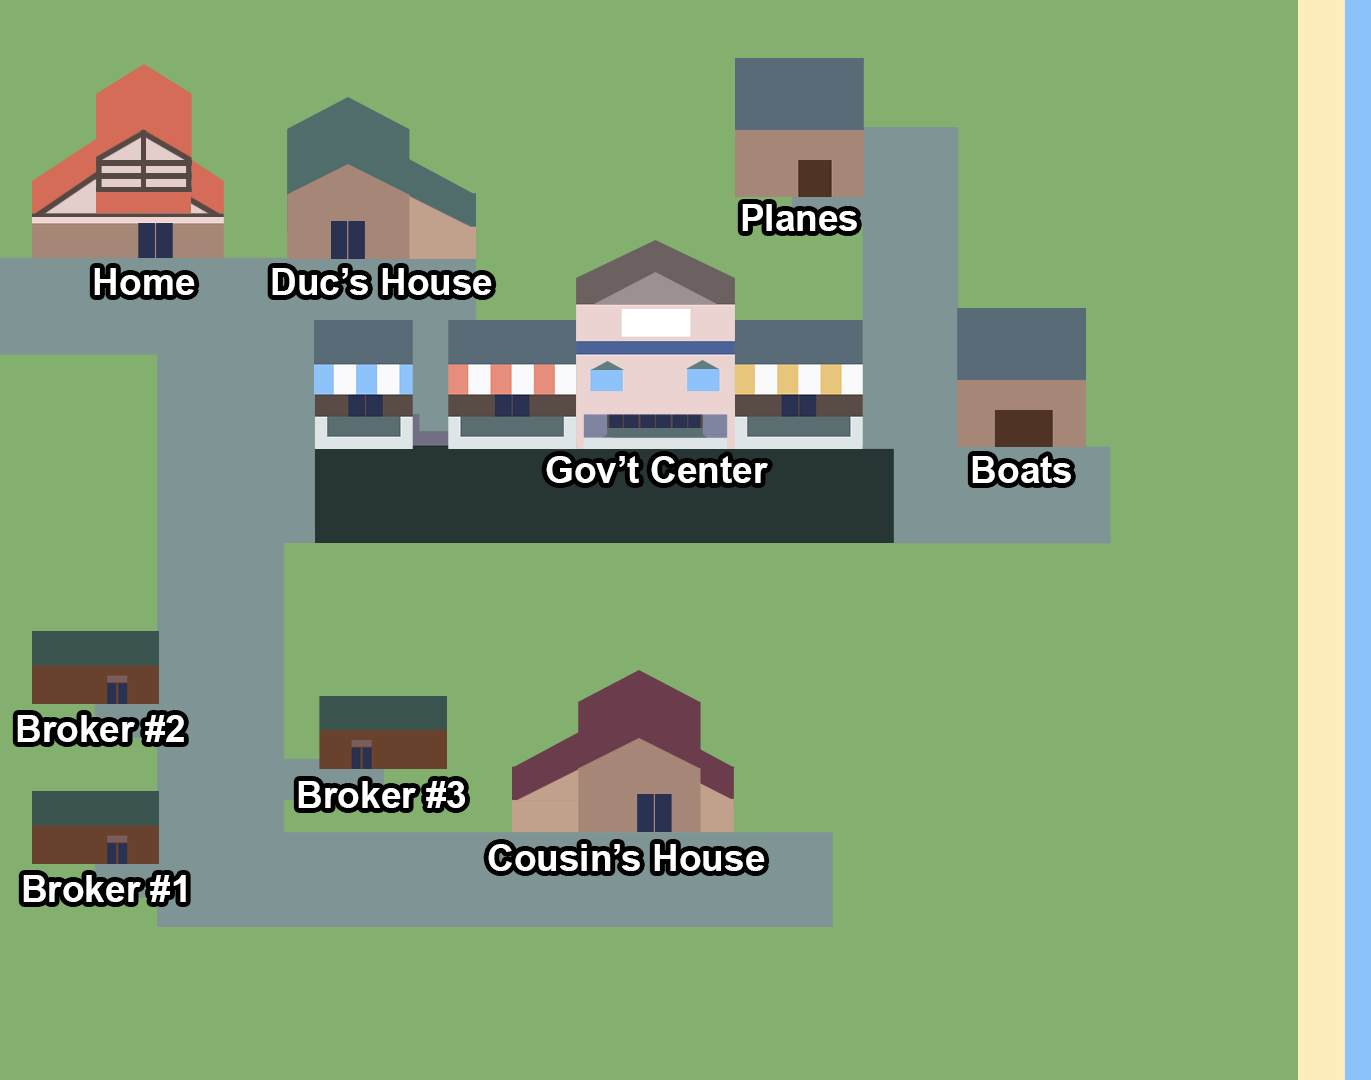 Planes
Home
Duc's House
Gov't Center
Boats
Broker #2
Broker #3
Cousin's House
Broker #1